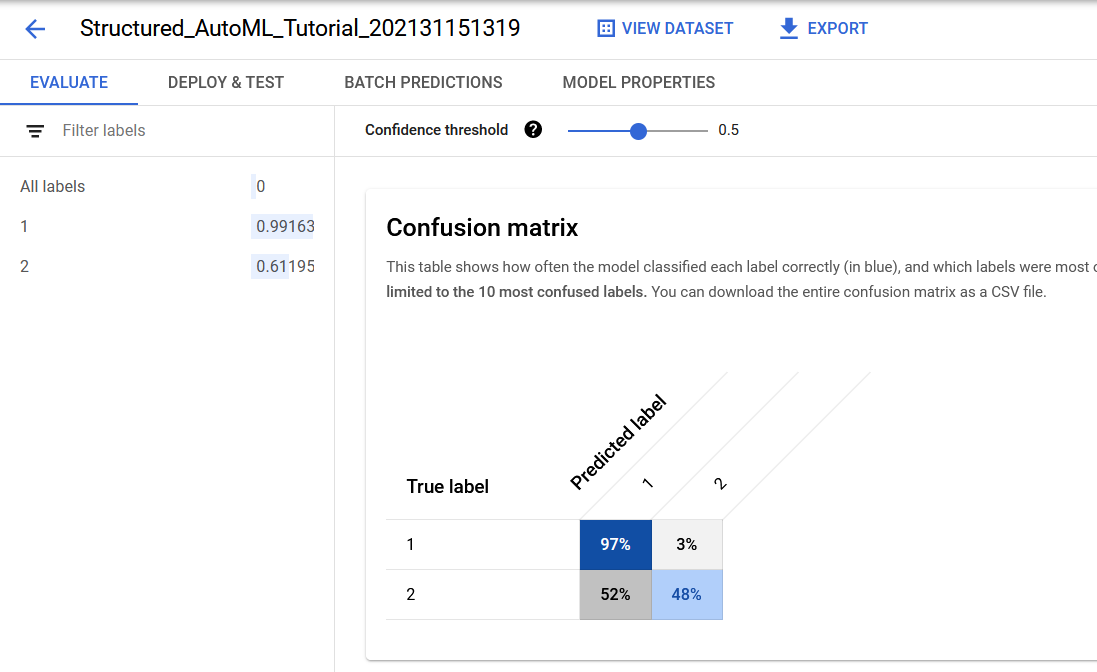 Structured_AutoML_Tutorial_202131151319
VIEW DATASET
EXPORT
EVALUATE
DEPLOY & TEST
BATCH PREDICTIONS
MODEL PROPERTIES
Filter labels
Confidence threshold ? 0.5
All labels 0
1 0.99163
2 0.61195
Confusion matrix
This table shows how often the model classified each label correctly (in blue), and which labels were most
limited to the 10 most confused labels. You can download the entire confusion matrix as a CSV file.
Predicted label
True label 1 2
1 97% 3%
2 52% 48%